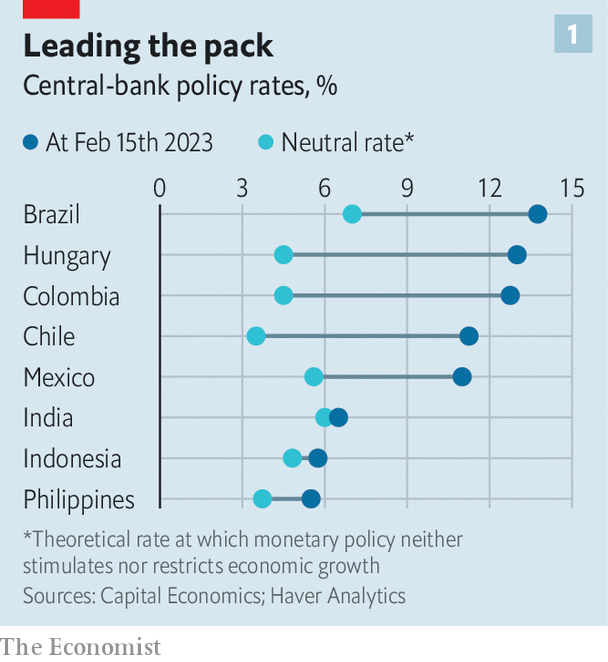 1
Leading the pack
Central-bank policy rates, %
At Feb 15th 2023 Neutral rate*
0 3 6 9 12 15
Brazil
Hungary
Colombia
Chile
Mexico
India
Indonesia
Philippines
*Theoretical rate at which monetary policy neither
stimulates nor restricts economic growth
Sources: Capital Economics; Haver Analytics
The Economist